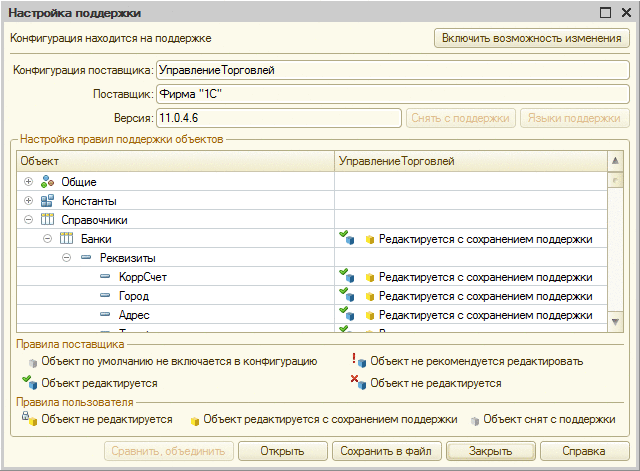 Настройка поддержки
Конфигурация находится на поддержке
Включить возможность изменения
Конфигурация поставщика: УправлениеТорговлей
Поставщик: Фирма "1С"
Версия: 11.0.4.6
Снять с поддержки
Языки поддержки
Настройка правил поддержки объектов
Объект УправлениеТорговлей
Общие
Константы
Справочники
Банки Редактируется с сохранением поддержки
Реквизиты
КоррСчет Редактируется с сохранением поддержки
Город Редактируется с сохранением поддержки
Адрес Редактируется с сохранением поддержки
Правила поставщика
Объект по умолчанию не включается в конфигурацию Объект не рекомендуется редактировать
Объект редактируется Объект не редактируется
Правила пользователя
Объект не редактируется Объект редактируется с сохранением поддержки Объект снят с поддержки
Сравнить, объединить Открыть Сохранить в файл Закрыть Справка